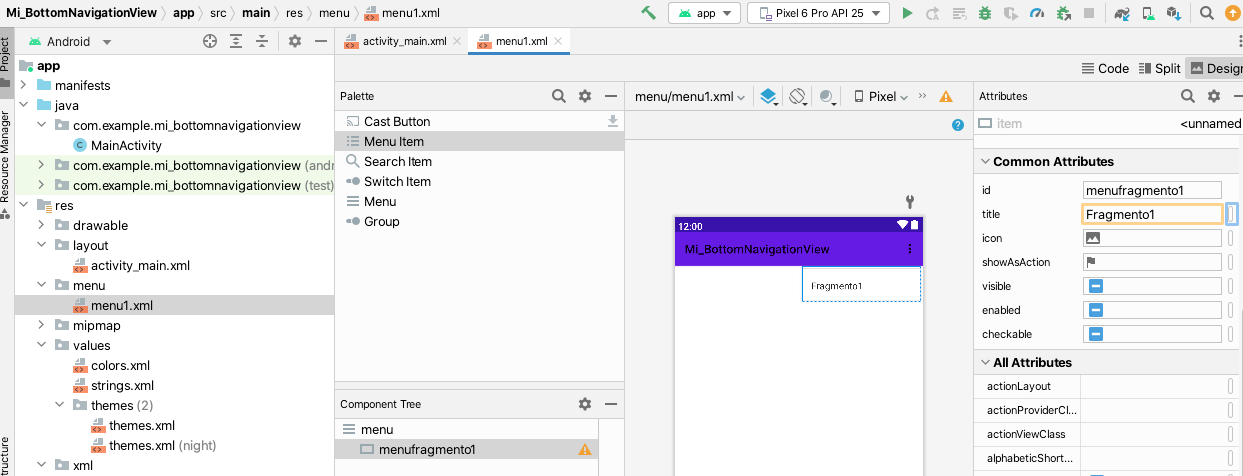 Mi_BottomNavigationView app src main res menu menu1.xml
app Pixel 6 Pro API 25
Project
Resource Manager
Structure
Android
app
manifests
java
com.example.mi_bottomnavigationview
MainActivity
com.example.mi_bottomnavigationview (andr
com.example.mi_bottomnavigationview (test)
res
drawable
layout
activity_main.xml
menu
menu1.xml
mipmap
values
colors.xml
strings.xml
themes (2)
themes.xml
themes.xml (night)
xml
activity_main.xml menu1.xml
Code Split Design
Palette
Cast Button
Menu Item
Search Item
Switch Item
Menu
Group
Component Tree
menu
menufragmento1
menu/menu1.xml Pixel
12:00
Mi_BottomNavigationView
Fragmento1
Attributes
item <unnamed
Common Attributes
id menufragmento1
title Fragmento1
icon
showAsAction
visible
enabled
checkable
All Attributes
actionLayout
actionProviderCl...
actionViewClass
alphabeticShort...